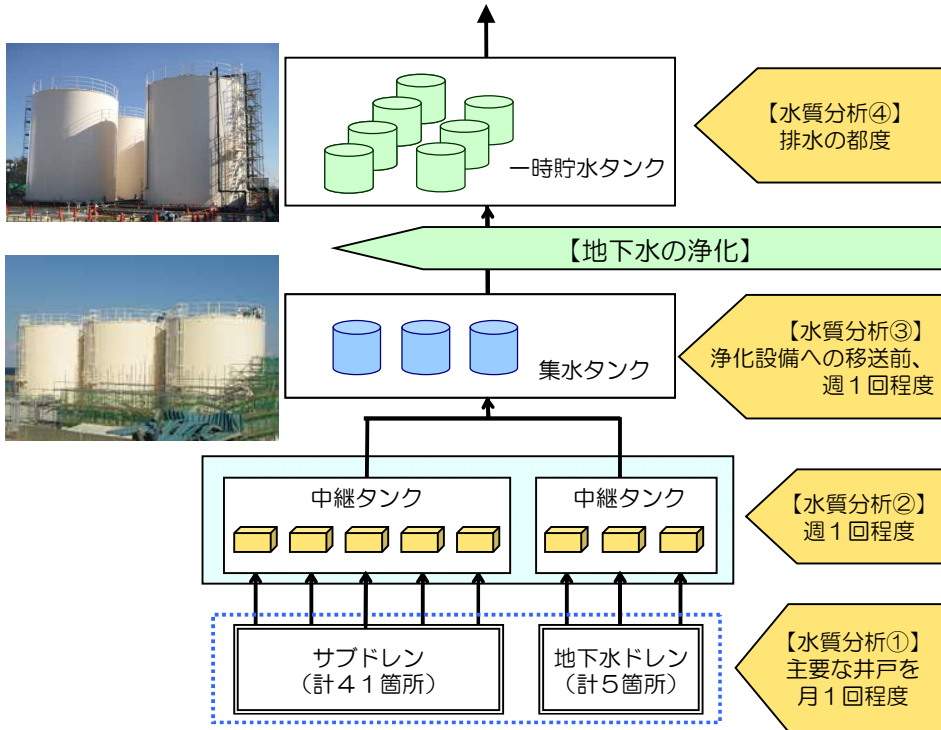 【水質分析④】
排水の都度
一時貯水タンク
【地下水の浄化】
【水質分析③】
浄化設備への移送前、
週1回程度
集水タンク
中継タンク
中継タンク
【水質分析②】
週1回程度
サブドレン
(計41箇所)
地下水ドレン
(計5箇所)
【水質分析①】
主要な井戸を
月1回程度